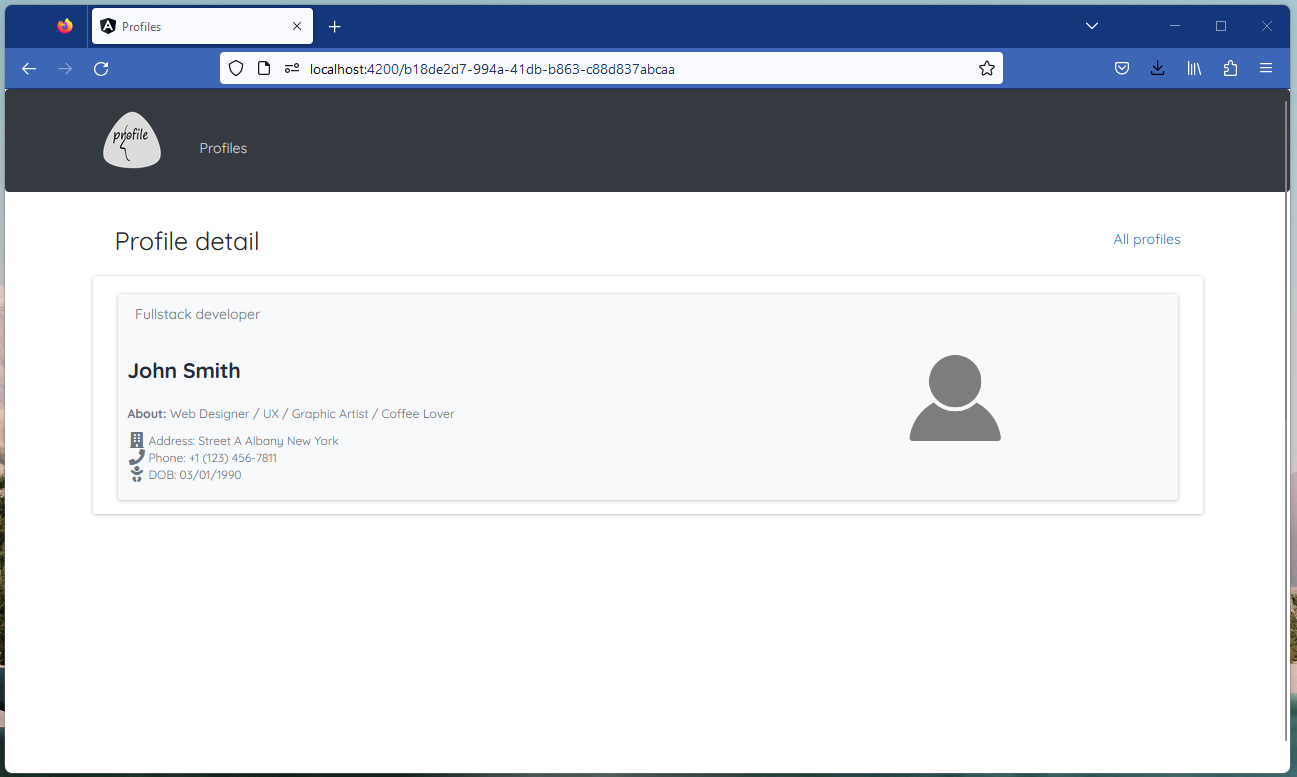 Profiles
localhost:4200/b18de2d7-994a-41db-b863-c88d837abcaa
profile
Profiles
Profile detail
All profiles
Fullstack developer
John Smith
About: Web Designer / UX / Graphic Artist / Coffee Lover
Address: Street A Albany New York
Phone: +1 (123) 456-7811
DOB: 03/01/1990